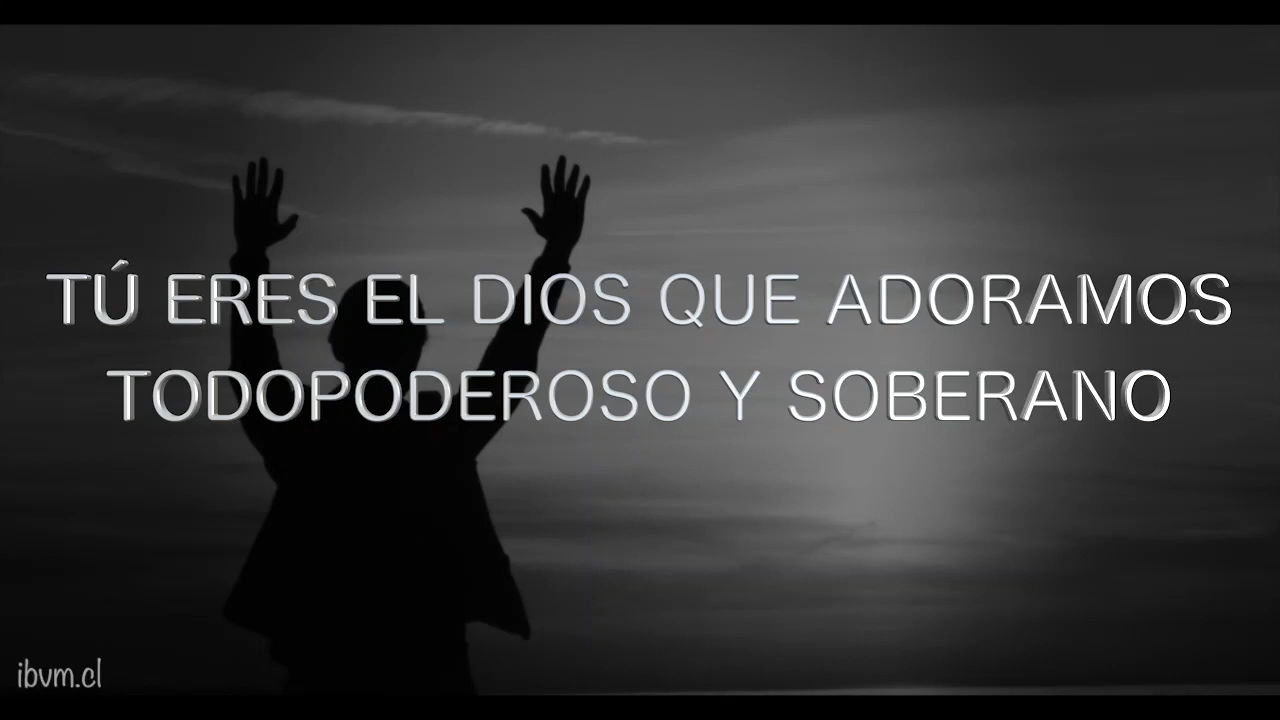 TÚ ERES EL DIOS QUE ADORAMOS
TODOPODEROSO Y SOBERANO
ibvm.cl